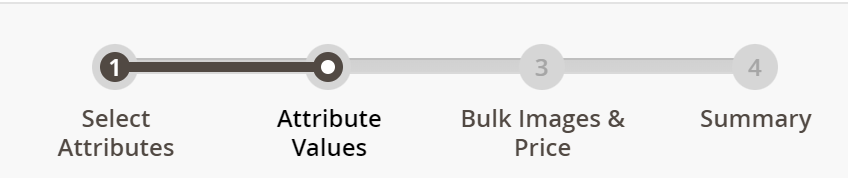 1
3
4
Select
Attributes
Attribute
Values
Bulk Images &
Price
Summary